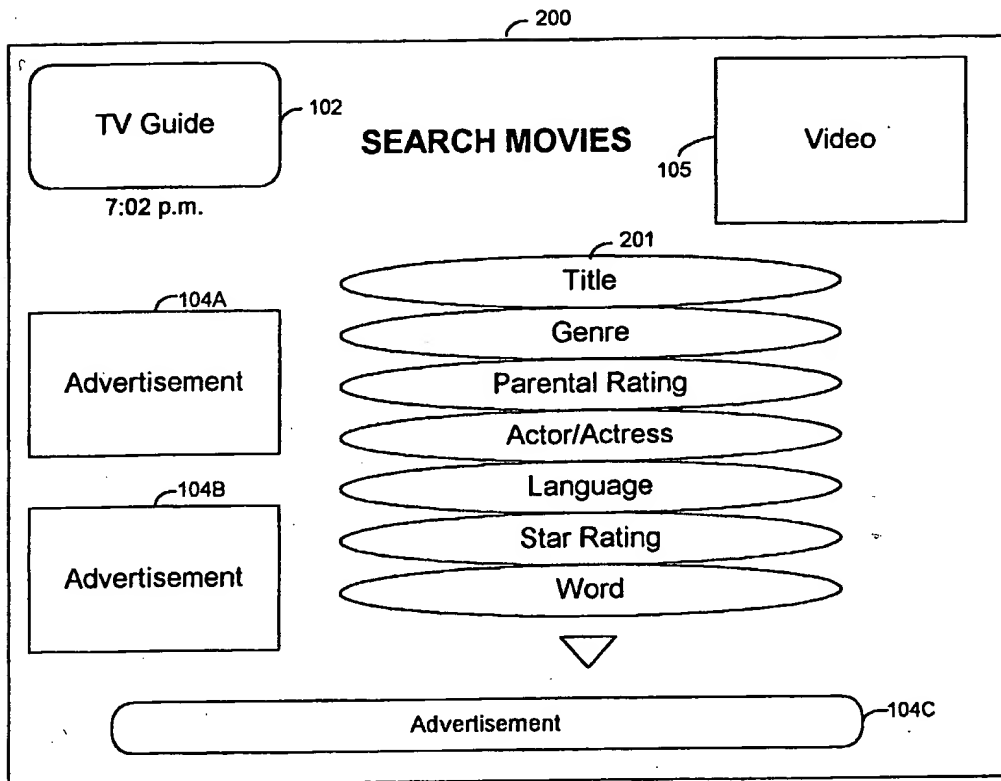 200
TV Guide
102
SEARCH MOVIES
105
Video
7:02 p.m.
201
Title
Genre
Parental Rating
Actor/Actress
Language
Star Rating
Word
104A
Advertisement
104B
Advertisement
Advertisement
104C